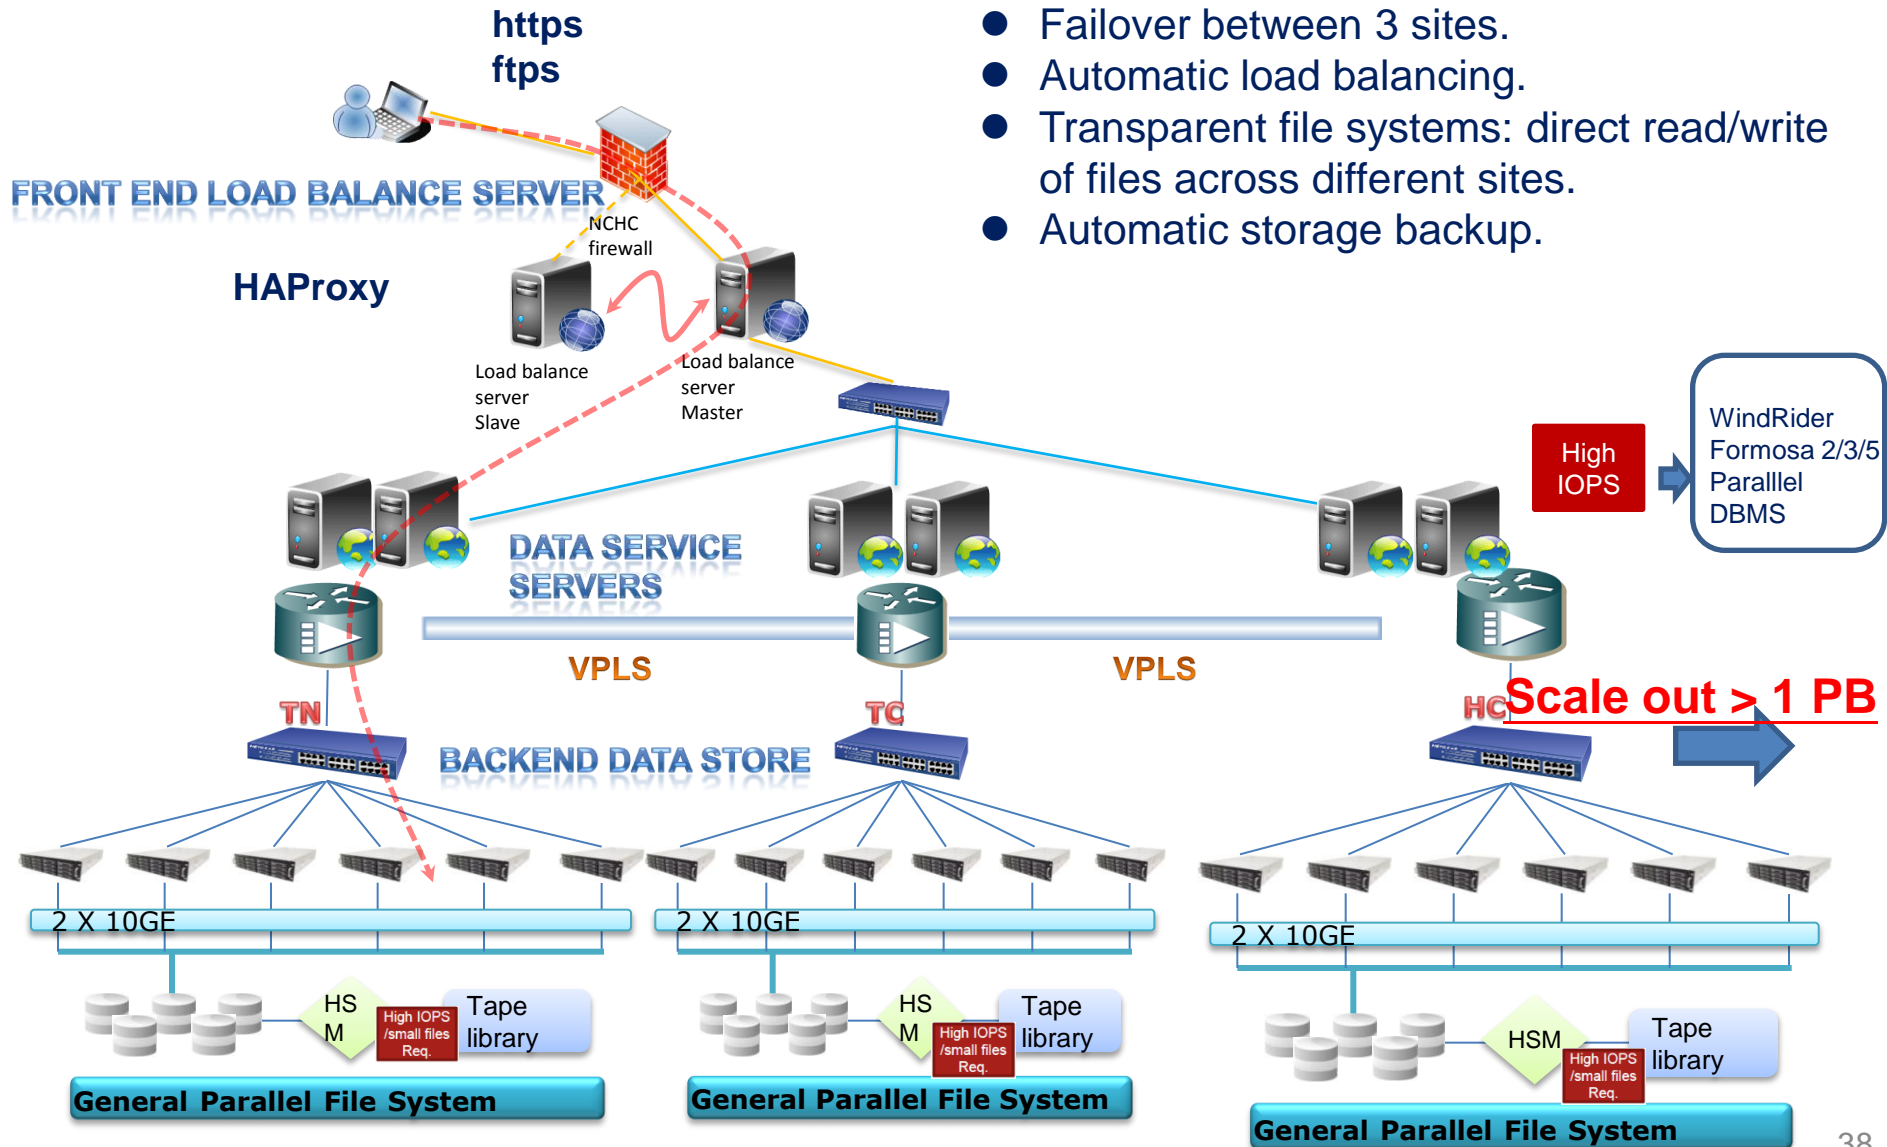 https
ftps
● Failover between 3 sites.
● Automatic load balancing.
● Transparent file systems: direct read/write
of files across different sites.
● Automatic storage backup.
FRONT END LOAD BALANCE SERVER
NCHC
firewall
HAProxy
Load balance
server
Slave
Load balance
server
Master
High
IOPS
WindRider
Formosa 2/3/5
Paralllel
DBMS
DATA SERVICE
SERVERS
VPLS
VPLS
TN
TC
HC
Scale out > 1 PB
BACKEND DATA STORE
2 X 10GE
2 X 10GE
2 X 10GE
HS
M
High IOPS
/small files
Req.
Tape
library
HS
M
High IOPS
/small files
Req.
Tape
library
HSM
High IOPS
/small files
Req.
Tape
library
General Parallel File System
General Parallel File System
General Parallel File System
38